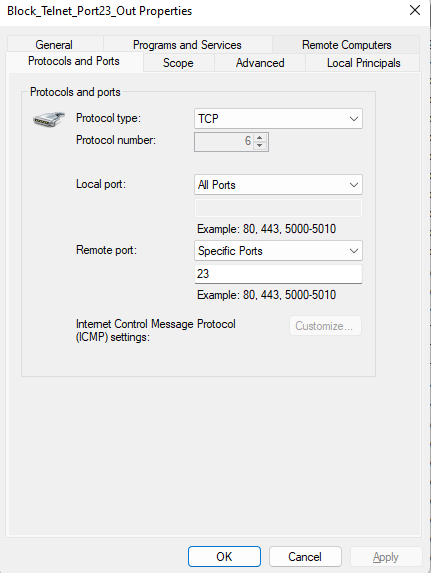 Block_Telnet_Port23_Out Properties
General Programs and Services Remote Computers
Protocols and Ports Scope Advanced Local Principals
Protocols and ports
Protocol type: TCP
Protocol number: 6
Local port: All Ports
Example: 80, 443, 5000-5010
Remote port: Specific Ports
23
Example: 80, 443, 5000-5010
Internet Control Message Protocol
(ICMP) settings: Customize...
OK Cancel Apply